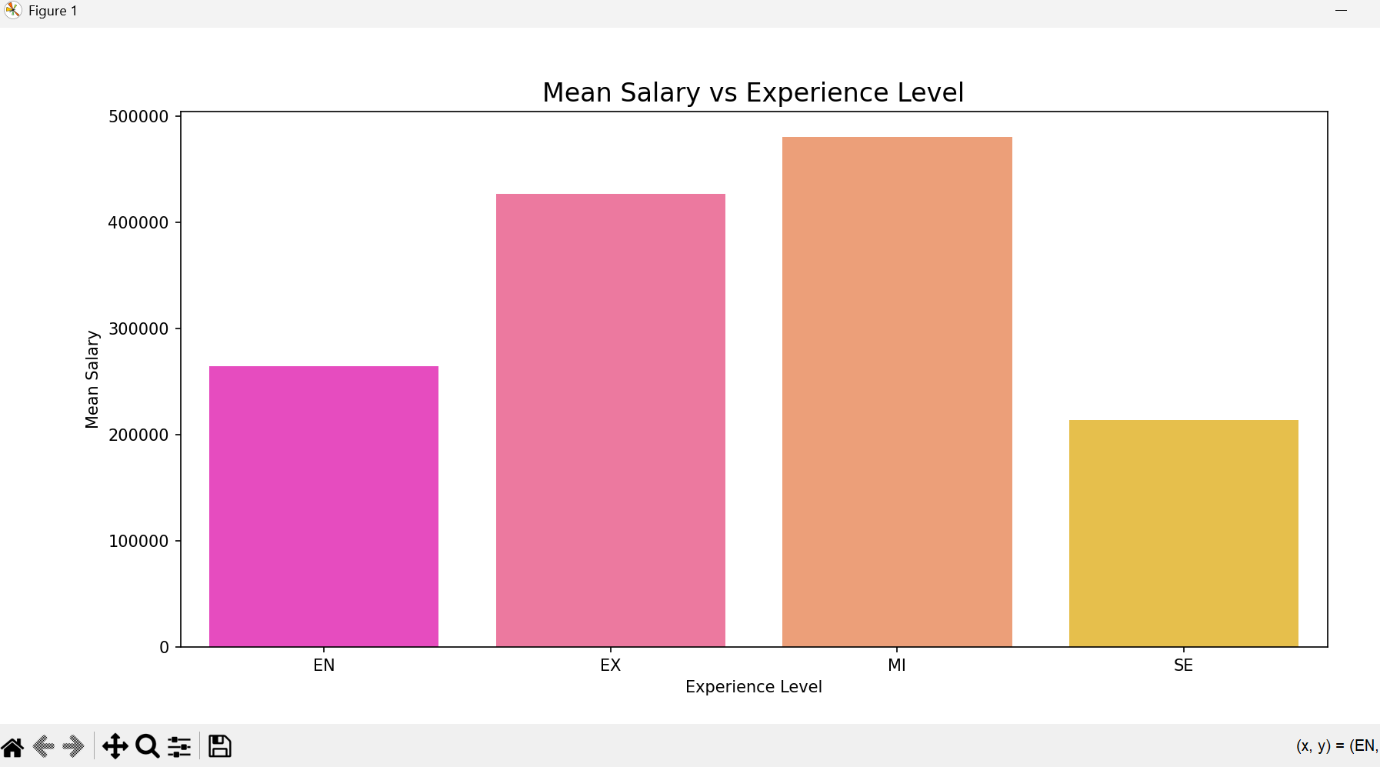 Figure 1
Mean Salary vs Experience Level
500000
400000
300000
200000
100000
0
Mean Salary
EN EX MI SE
Experience Level
(x, y) = (EN,